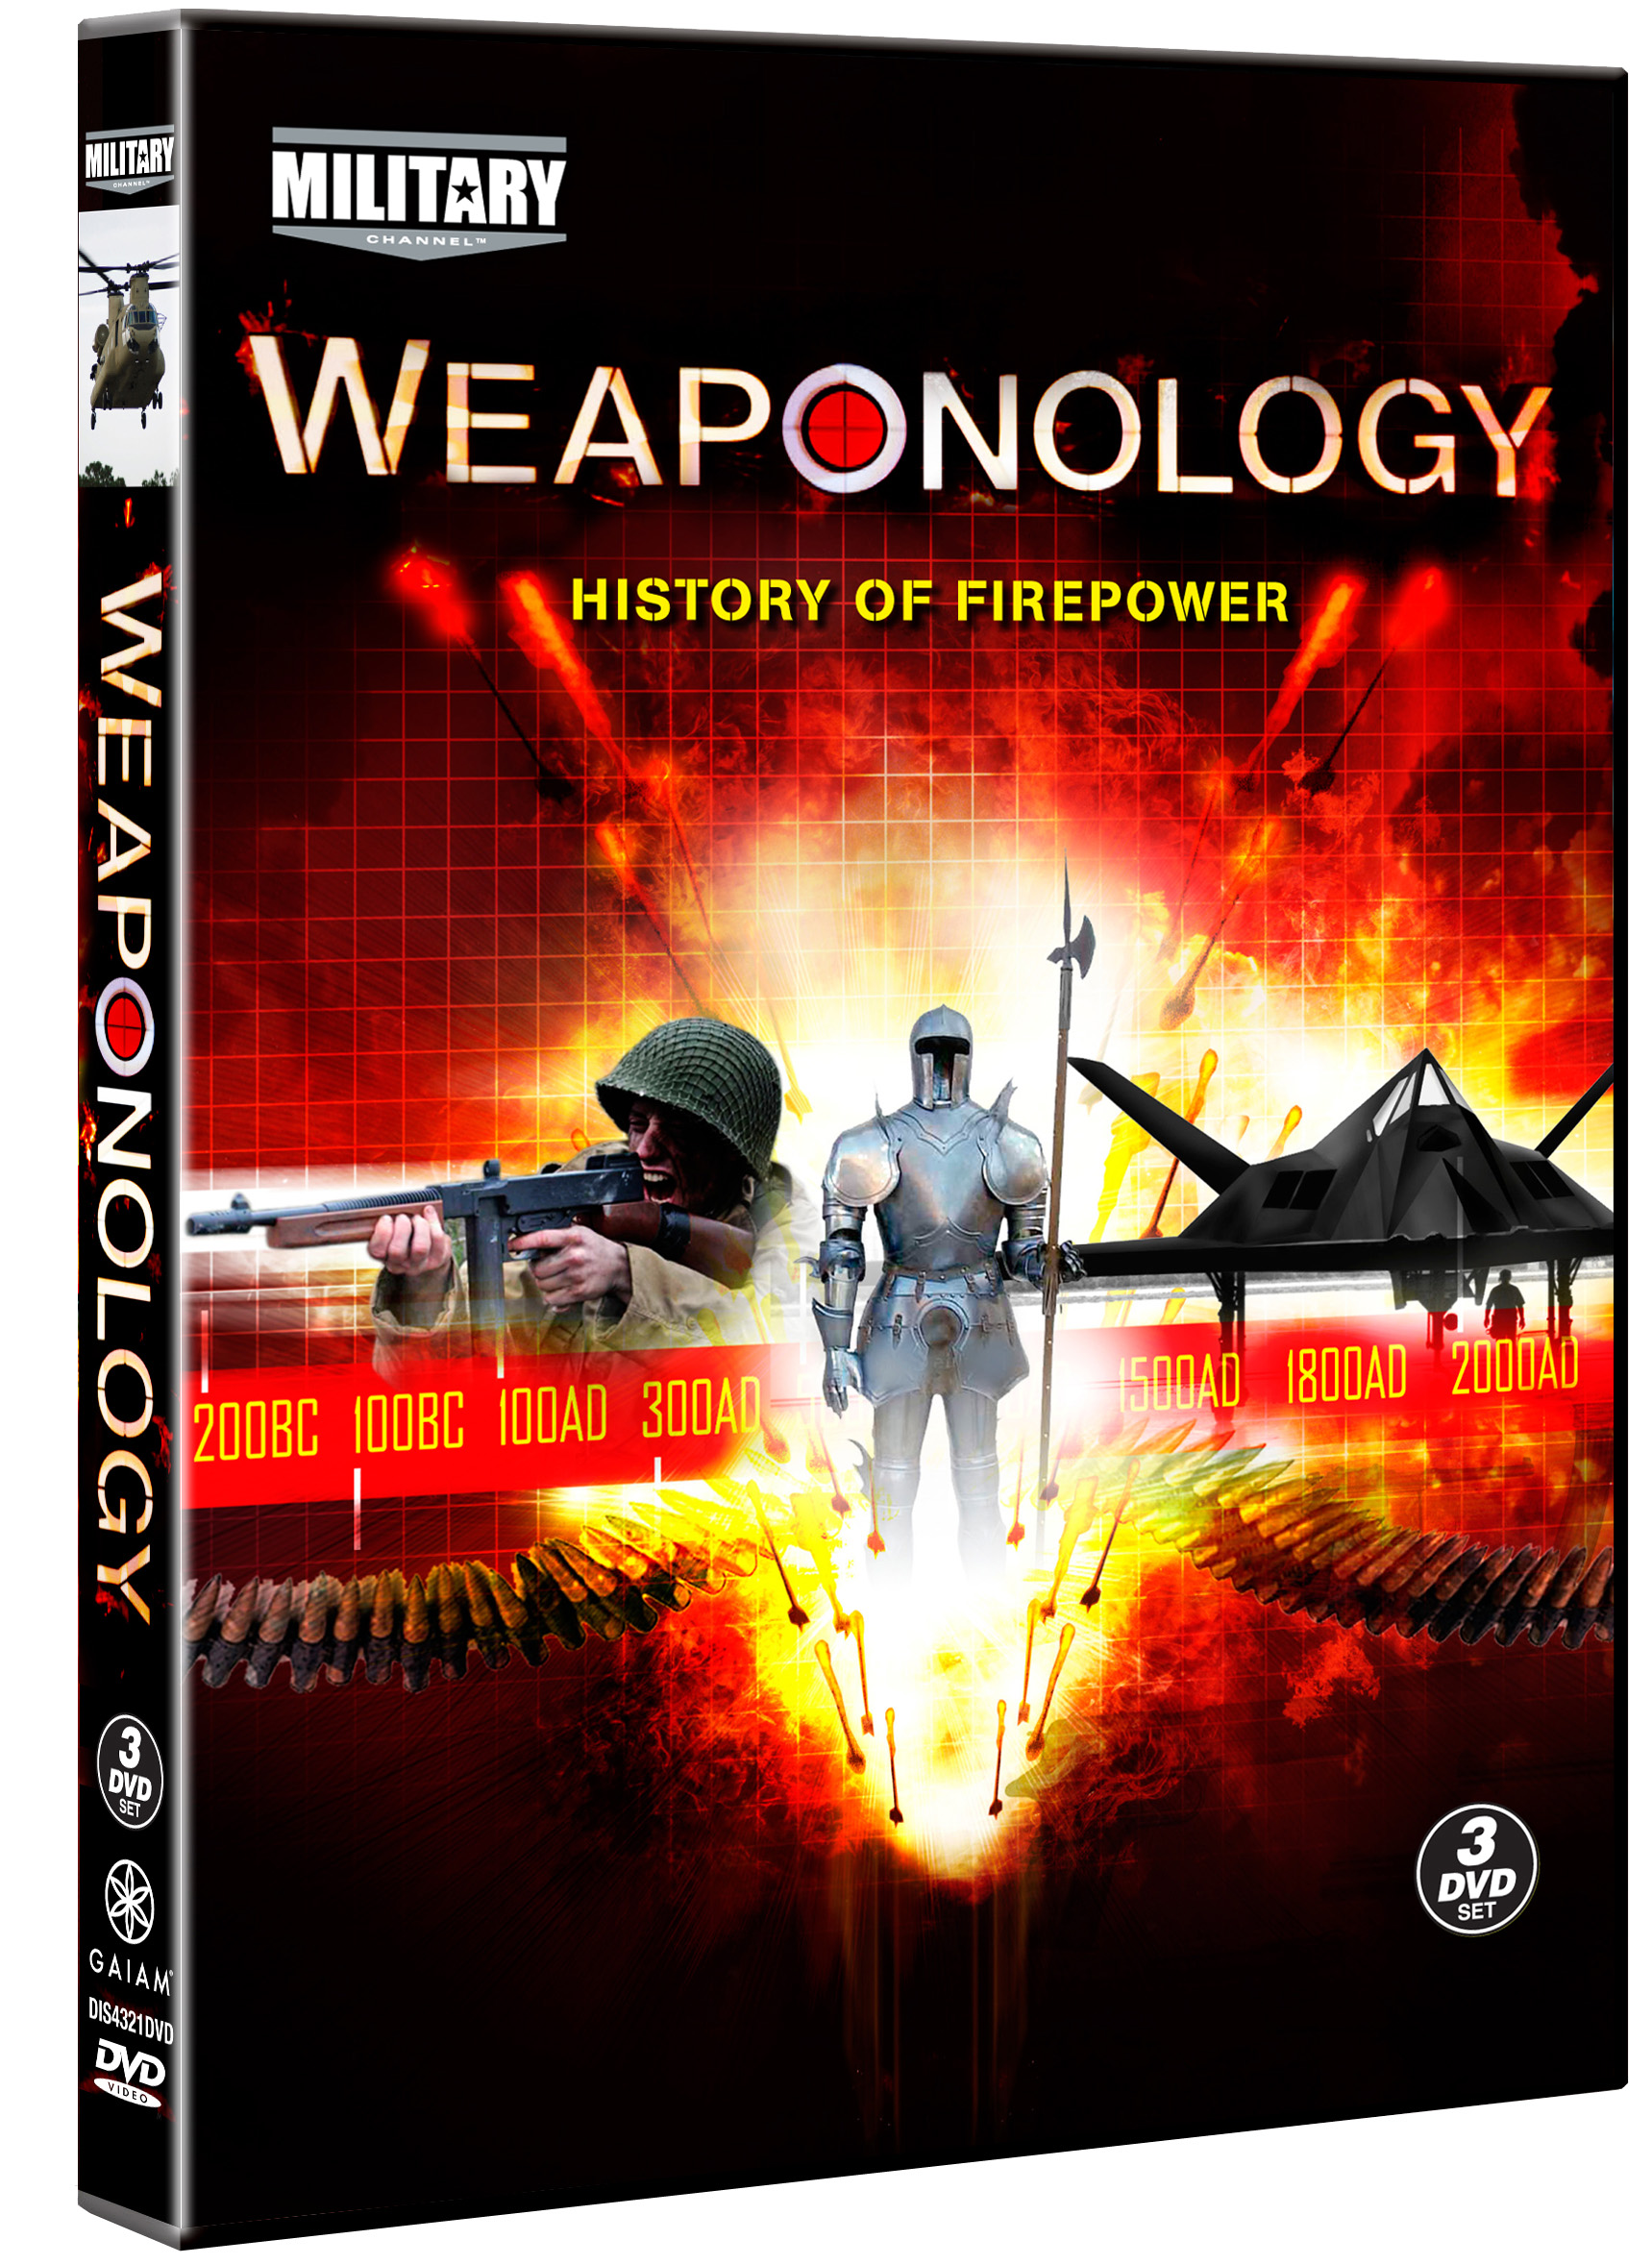 MILITARY
CHANNEL™
WEAPONOLOGY
3
DVD
SET
GAIAM®
DIS4321DVD
DVD
VIDEO
MILITARY
CHANNEL™
WEAPONOLOGY
HISTORY OF FIREPOWER
200BC 100BC 100AD 300AD 1500AD 1800AD 2000AD
3
DVD
SET